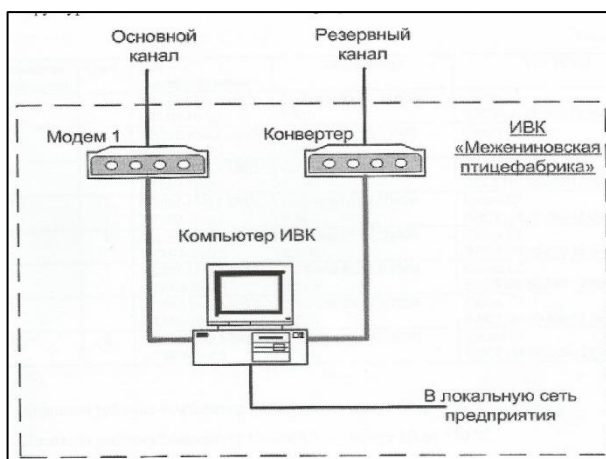 Основной
канал
Резервный
канал
Модем 1
Конвертер
ИВК
«Межениновская
птицефабрика»
Компьютер ИВК
В локальную сеть
предприятия